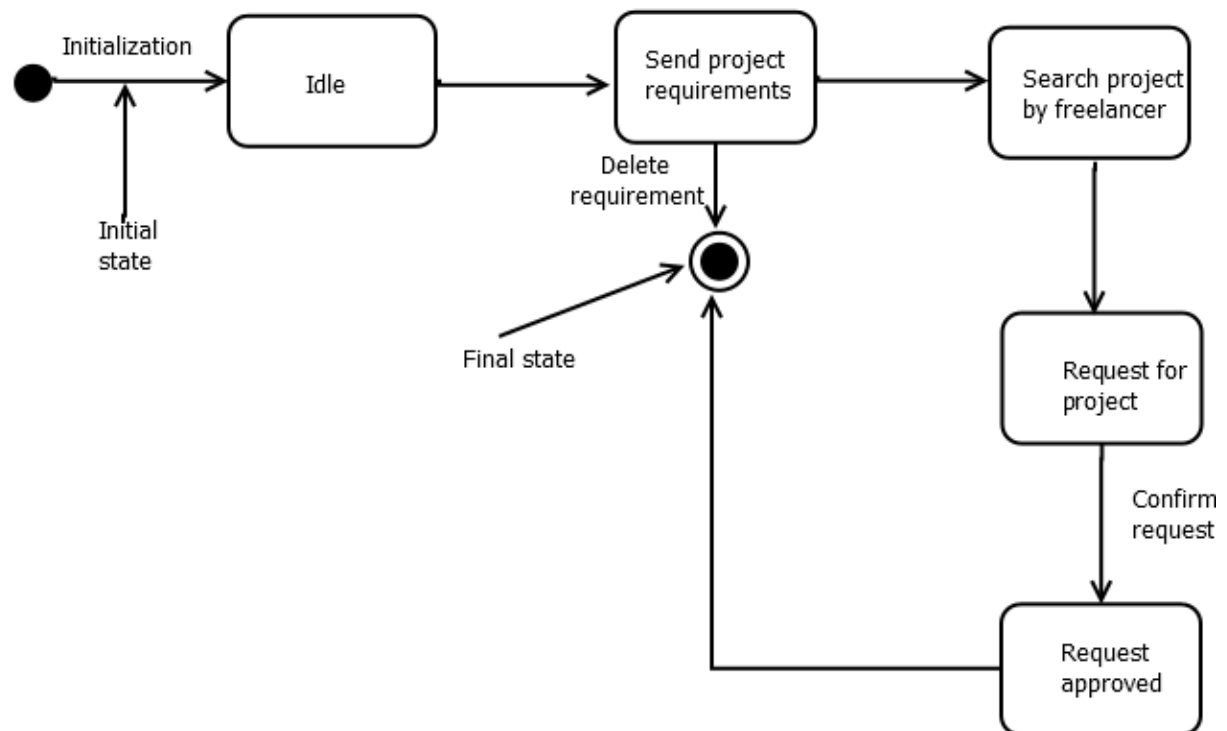 Initialization
Idle
Send project
requirements
Search project
by freelancer
Delete
requirement
Initial
state
Final state
Request for
project
Confirm
request
Request
approved